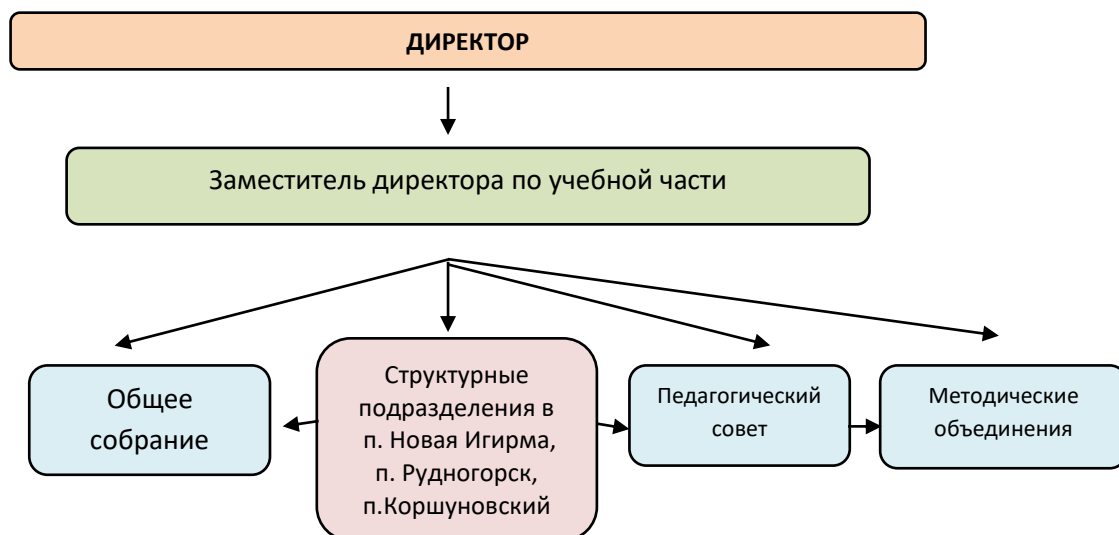 ДИРЕКТОР
Заместитель директора по учебной части
Общее
собрание
Структурные
подразделения в
п. Новая Игирма,
п. Рудногорск,
п.Коршуновский
Педагогический
совет
Методические
объединения